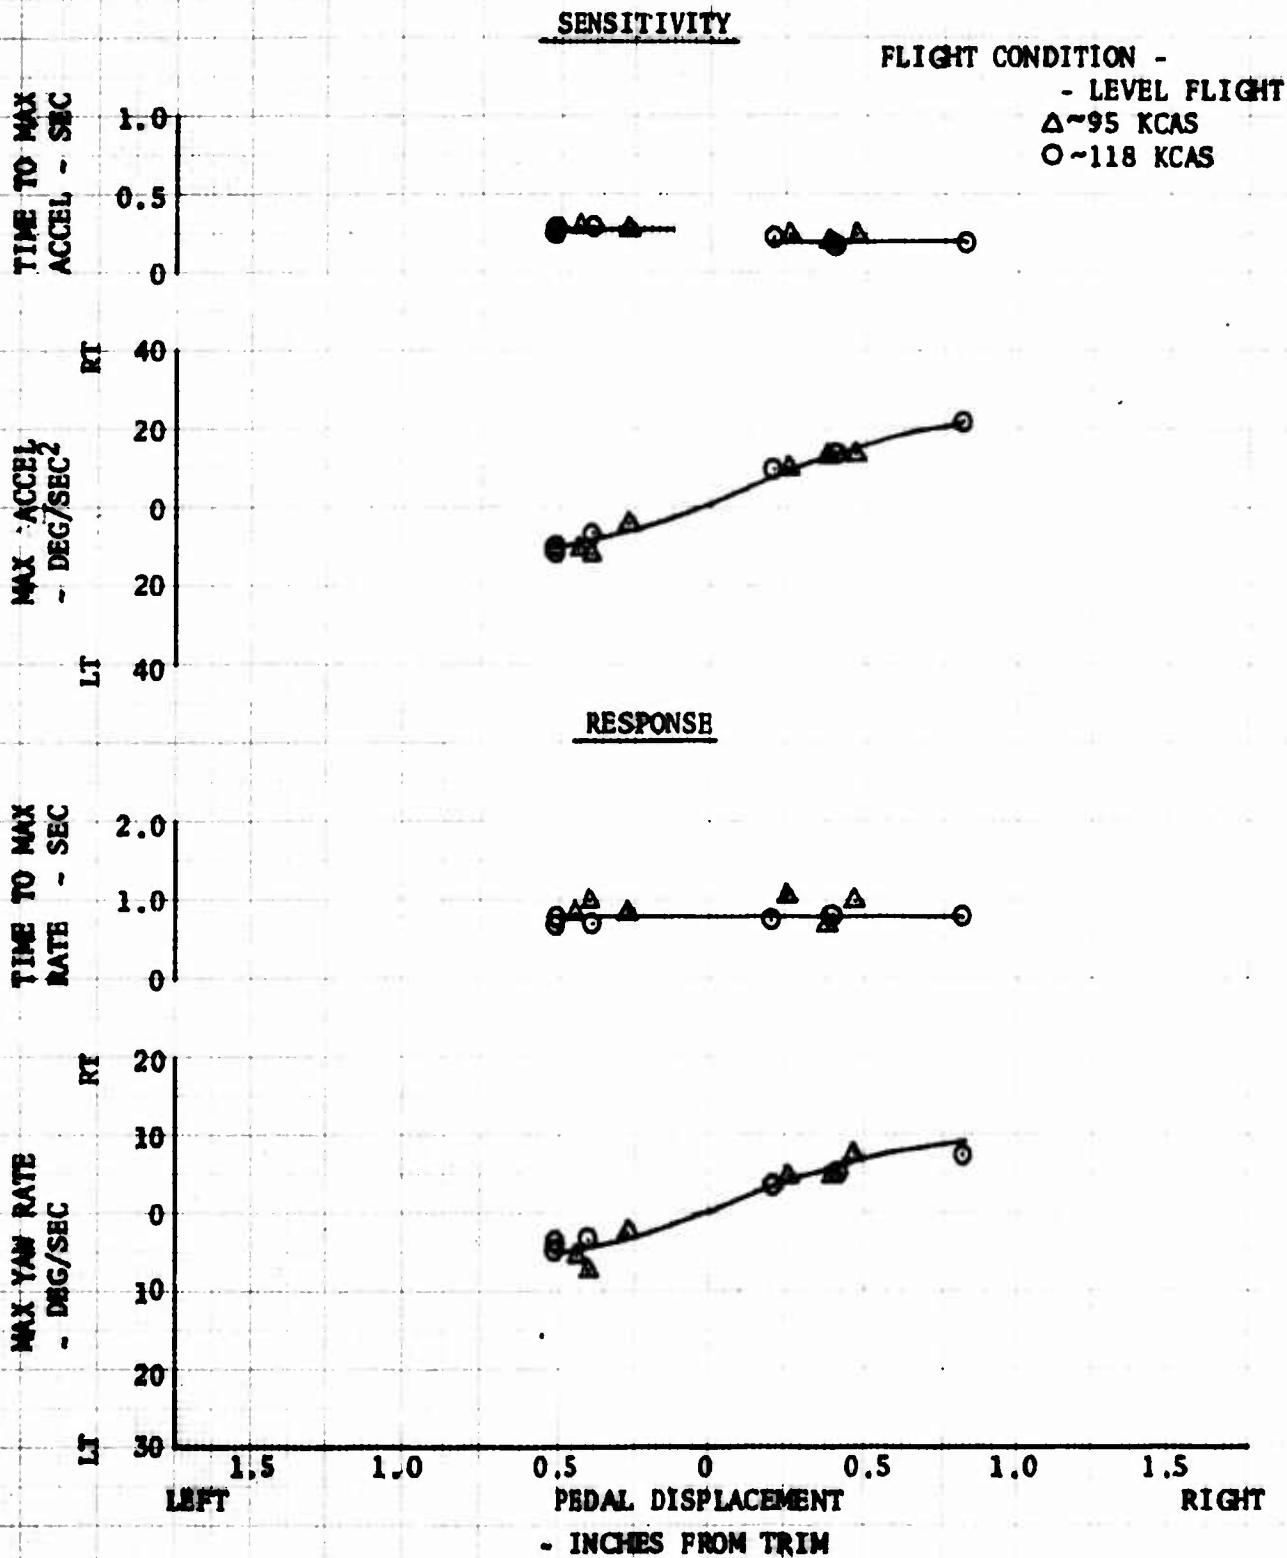 SENSITIVITY
FLIGHT CONDITION -
- LEVEL FLIGHT
△~95 KCAS
○~118 KCAS
TIME TO MAX
ACCEL ~ SEC
1.0
0.5
0
MAX ACCEL
~ DEG/SEC²
RT
LT
40
20
0
20
40
RESPONSE
TIME TO MAX
RATE ~ SEC
2.0
1.0
0
MAX YAW RATE
~ DEG/SEC
RT
LT
20
10
0
10
20
30
1.5 1.0 0.5 0 0.5 1.0 1.5
LEFT PEDAL DISPLACEMENT RIGHT
~ INCHES FROM TRIM